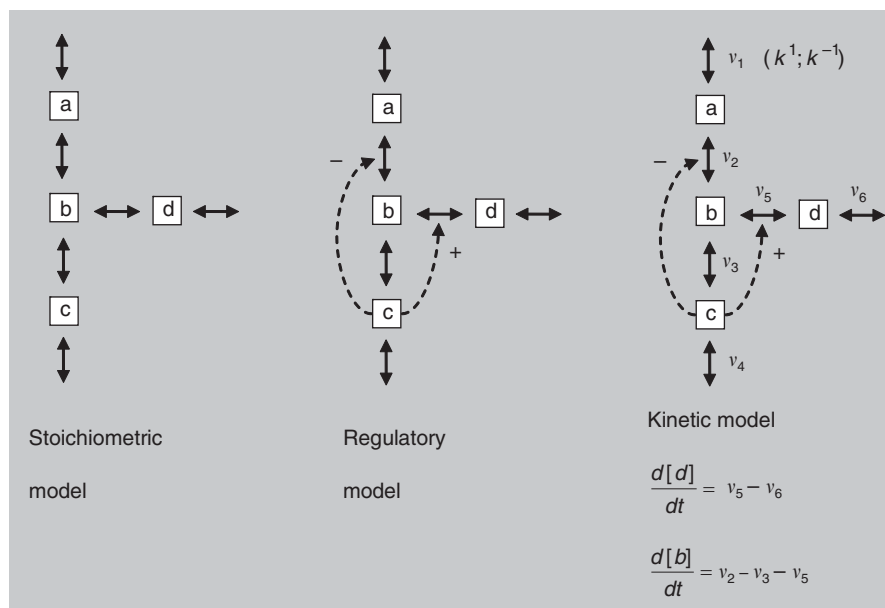 a
b
d
c
Stoichiometric
model
a
−
b
d
+
c
Regulatory
model
v₁ (k¹; k⁻¹)
a
−
v₂
b
v₅
d
v₆
v₃
+
c
v₄
Kinetic model
d[d]/dt = v₅ − v₆
d[b]/dt = v₂ − v₃ − v₅